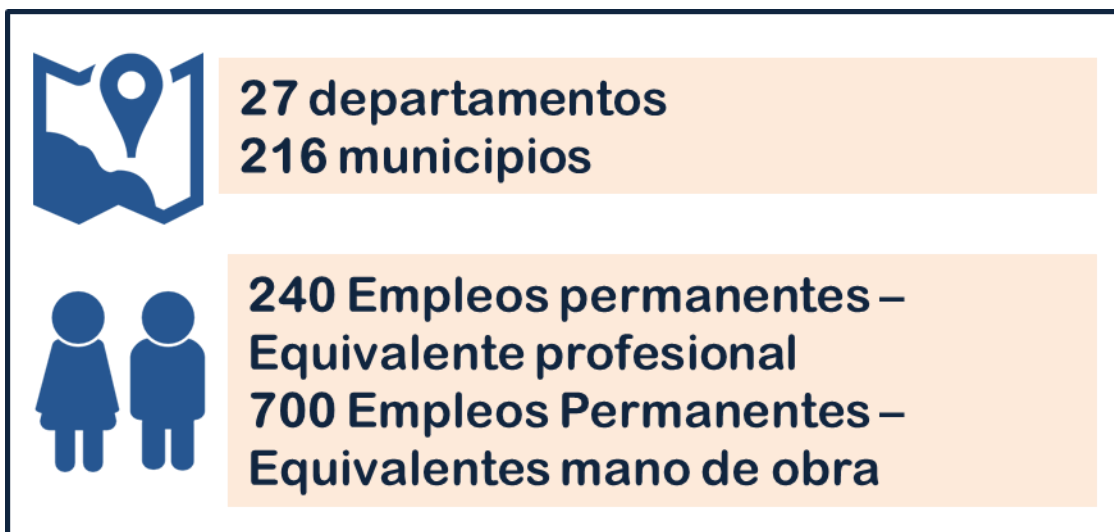 27 departamentos
216 municipios
240 Empleos permanentes –
Equivalente profesional
700 Empleos Permanentes –
Equivalentes mano de obra